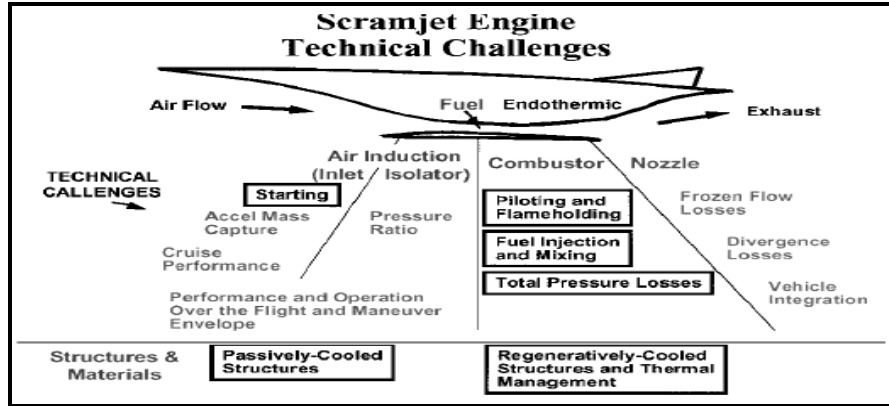 Scramjet Engine
Technical Challenges
Air Flow
Fuel
Endothermic
Exhaust
Air Induction
(Inlet Isolator)
Combustor
Nozzle
TECHNICAL
CALLENGES
Starting
Accel Mass
Capture
Cruise
Performance
Pressure
Ratio
Performance and Operation
Over the Flight and Maneuver
Envelope
Piloting and
Flameholding
Fuel Injection
and Mixing
Total Pressure Losses
Frozen Flow
Losses
Divergence
Losses
Vehicle
Integration
Structures &
Materials
Passively-Cooled
Structures
Regeneratively-Cooled
Structures and Thermal
Management